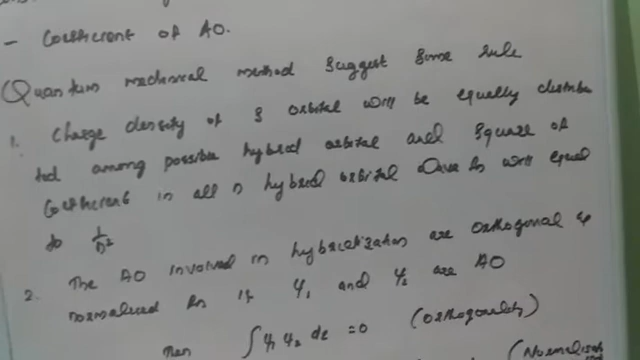 - Coefficient of AO.
Quantum mechanical method suggest some rule
1. Charge density of s orbital will be equally distribu
ted among possible hybrid orbital and square of
Coefficient in all n hybrid orbital will equal
to 1/n²
2. The AO involved in hybridization are orthogonal &
normalised if ψ₁ and ψ₂ are AO
Then ∫ψ₁ψ₂ dτ = 0 (Orthogonality)
(Normalisa